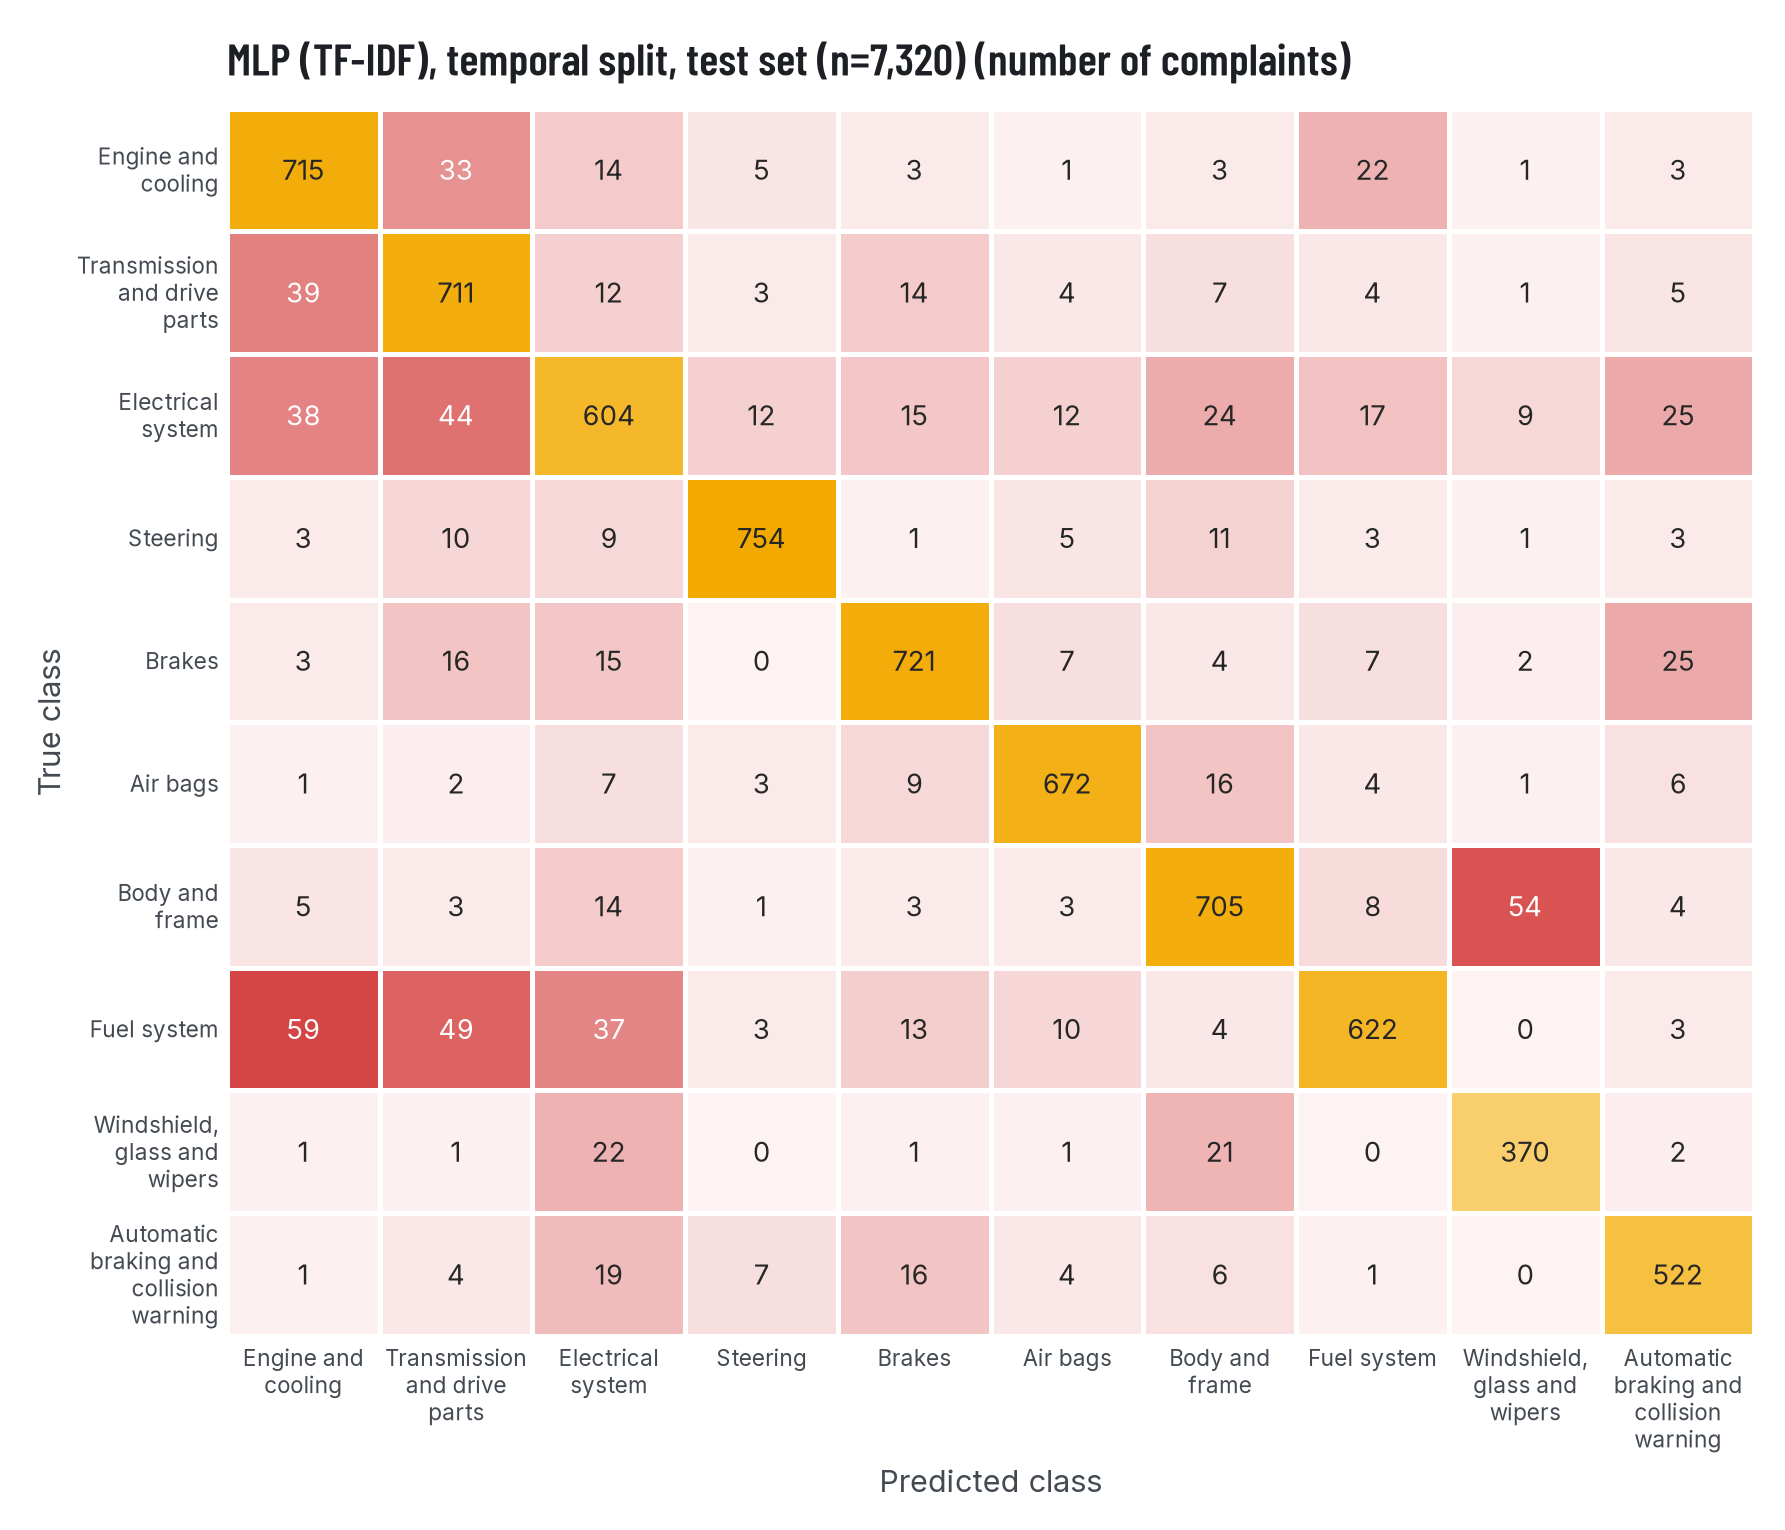 MLP (TF-IDF), temporal split, test set (n=7,320) (number of complaints)
Engine and
cooling
715 33 14 5 3 1 3 22 1 3
Transmission
and drive
parts
39 711 12 3 14 4 7 4 1 5
Electrical
system
38 44 604 12 15 12 24 17 9 25
Steering
3 10 9 754 1 5 11 3 1 3
Brakes
3 16 15 0 721 7 4 7 2 25
Air bags
1 2 7 3 9 672 16 4 1 6
Body and
frame
5 3 14 1 3 3 705 8 54 4
Fuel system
59 49 37 3 13 10 4 622 0 3
Windshield,
glass and
wipers
1 1 22 0 1 1 21 0 370 2
Automatic
braking and
collision
warning
1 4 19 7 16 4 6 1 0 522
True class
Engine and
cooling
Transmission
and drive
parts
Electrical
system
Steering
Brakes
Air bags
Body and
frame
Fuel system
Windshield,
glass and
wipers
Automatic
braking and
collision
warning
Predicted class